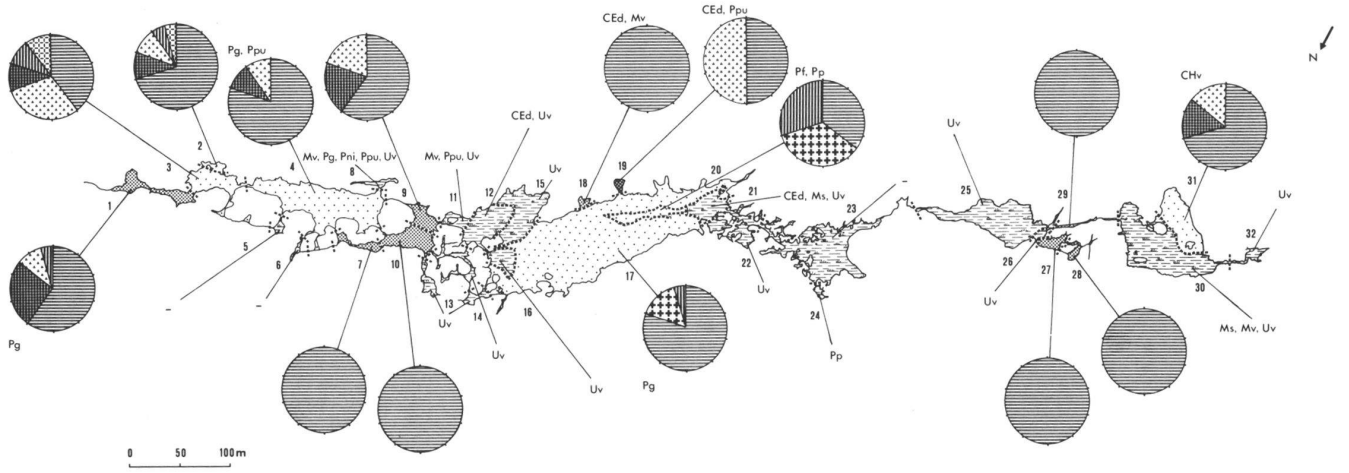 CEd, Mv
CEd, Ppu
N
Pg, Ppu
Pf, Pp
CHv
CEd, Uv
Uv
2
3
4
Mv, Pg, Pni, Ppu, Uv
8
Mv, Ppu, Uv
Uv
19
20
–
31
1
9
11
12
15
18
21
CEd, Ms, Uv
23
25
29
Uv
5
6
7
10
13
14
16
17
22
24
26
27
28
30
32
–
–
Uv
Uv
Uv
Uv
Pp
Uv
Ms, Mv, Uv
Pg
Pg
0 50 100 m